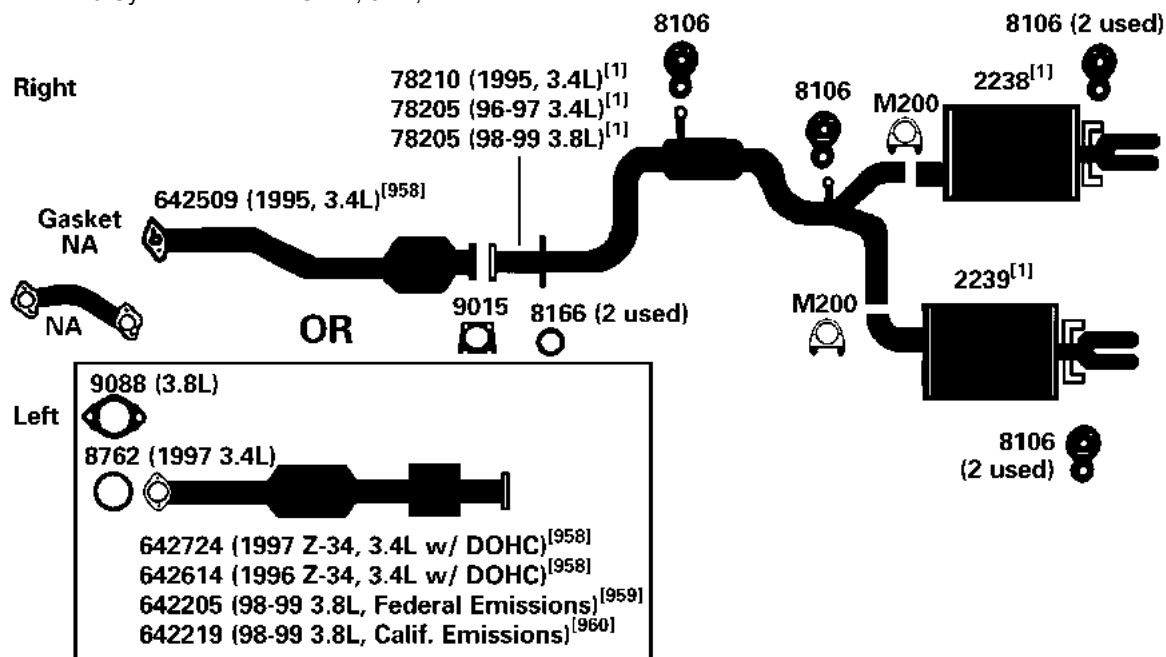 8106
8106 (2 used)
Right
78210 (1995, 3.4L)[1]
78205 (96-97 3.4L)[1]
78205 (98-99 3.8L)[1]
8106
M200
2238[1]
642509 (1995, 3.4L)[958]
Gasket
NA
NA
OR
9015
8166 (2 used)
M200
2239[1]
Left
9088 (3.8L)
8762 (1997 3.4L)
8106
(2 used)
642724 (1997 Z-34, 3.4L w/ DOHC)[958]
642614 (1996 Z-34, 3.4L w/ DOHC)[958]
642205 (98-99 3.8L, Federal Emissions)[959]
642219 (98-99 3.8L, Calif. Emissions)[960]